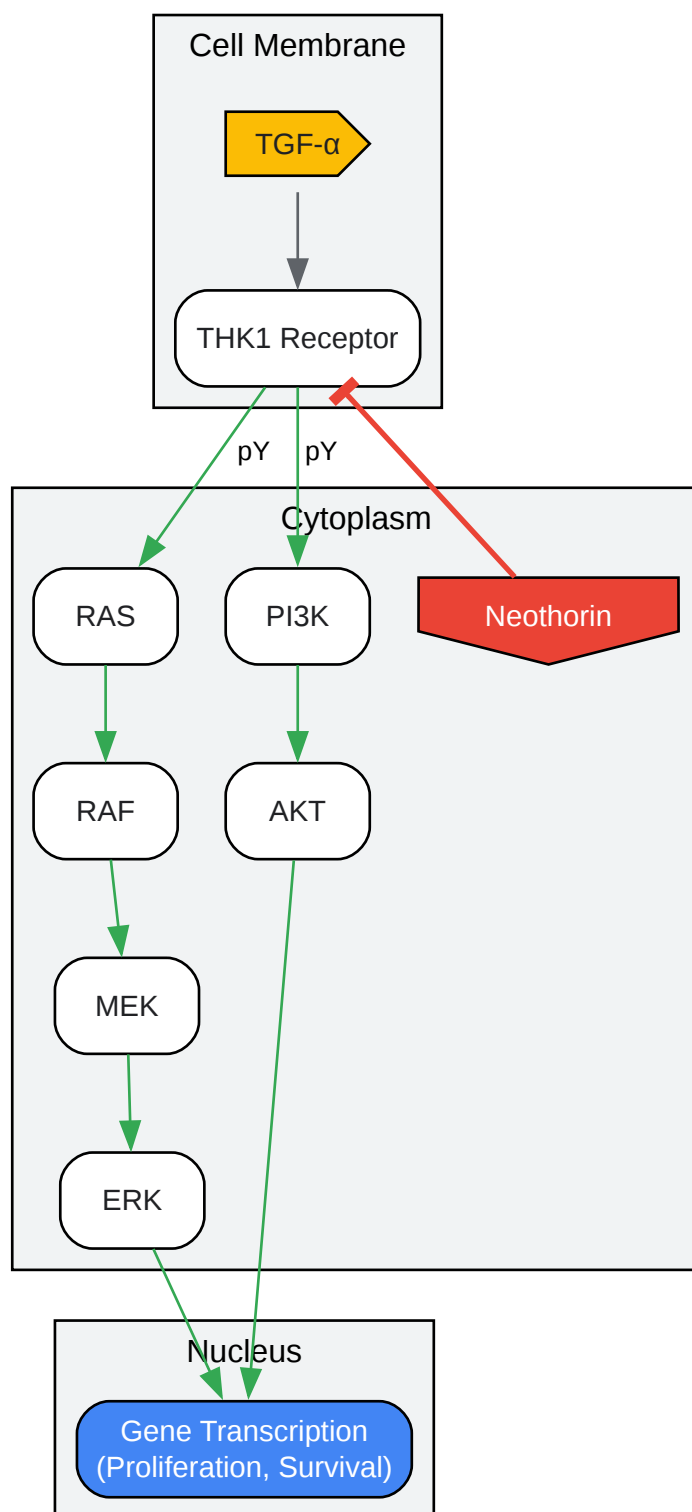 Cell Membrane
TGF-α
THK1 Receptor
pY
pY
Cytoplasm
RAS
PI3K
Neothorin
RAF
AKT
MEK
ERK
Nucleus
Gene Transcription
(Proliferation, Survival)